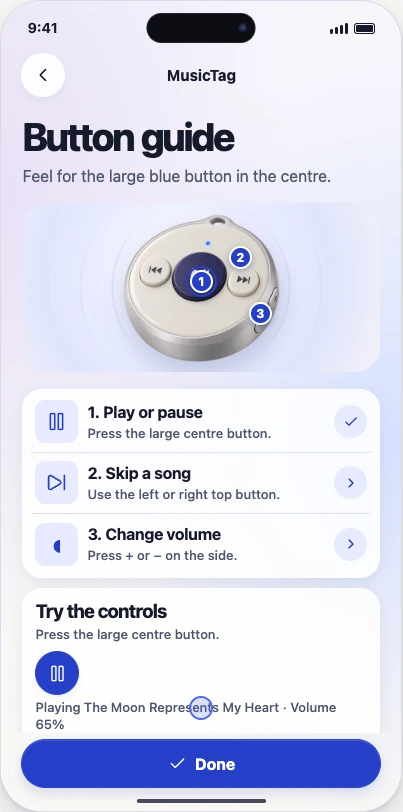 9:41
MusicTag
Button guide
Feel for the large blue button in the centre.
2
1
3
1. Play or pause
Press the large centre button.
2. Skip a song
Use the left or right top button.
3. Change volume
Press + or − on the side.
Try the controls
Press the large centre button.
Playing The Moon Represents My Heart · Volume
65%
Done